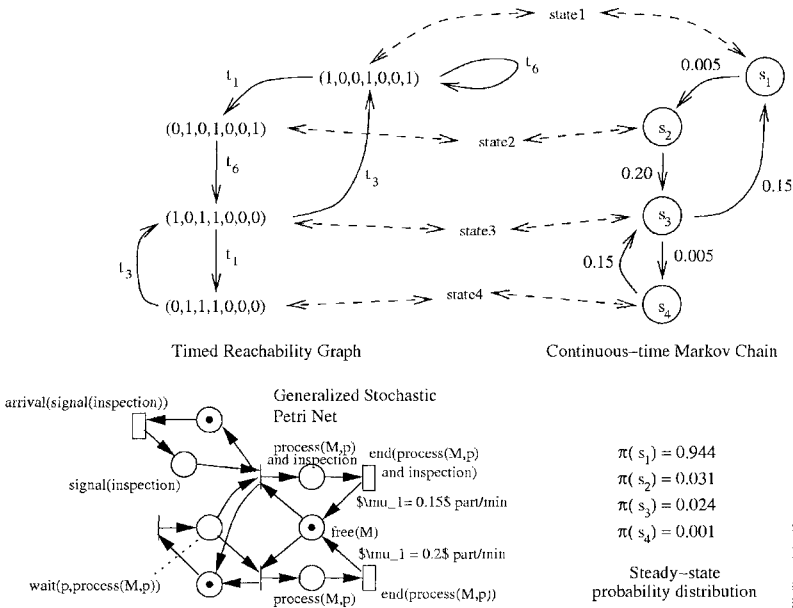 state1
t6
t1
(1,0,0,1,0,0,1)
0.005
s1
(0,1,0,1,0,0,1)
state2
s2
t6
t3
0.20
0.15
(1,0,1,1,0,0,0)
state3
s3
t3
t1
0.15
0.005
(0,1,1,1,0,0,0)
state4
s4
Timed Reachability Graph
Continuous-time Markov Chain
Generalized Stochastic
Petri Net
arrival(signal(inspection))
signal(inspection)
process(M,p)
and inspection
end(process(M,p)
and inspection)
$\mu_1= 0.15$ part/min
free(M)
$\mu_1 = 0.2$ part/min
wait(p,process(M,p))
process(M,p)
end(process(M,p))
π( s1) = 0.944
π( s2) = 0.031
π( s3) = 0.024
π( s4) = 0.001
Steady-state
probability distribution